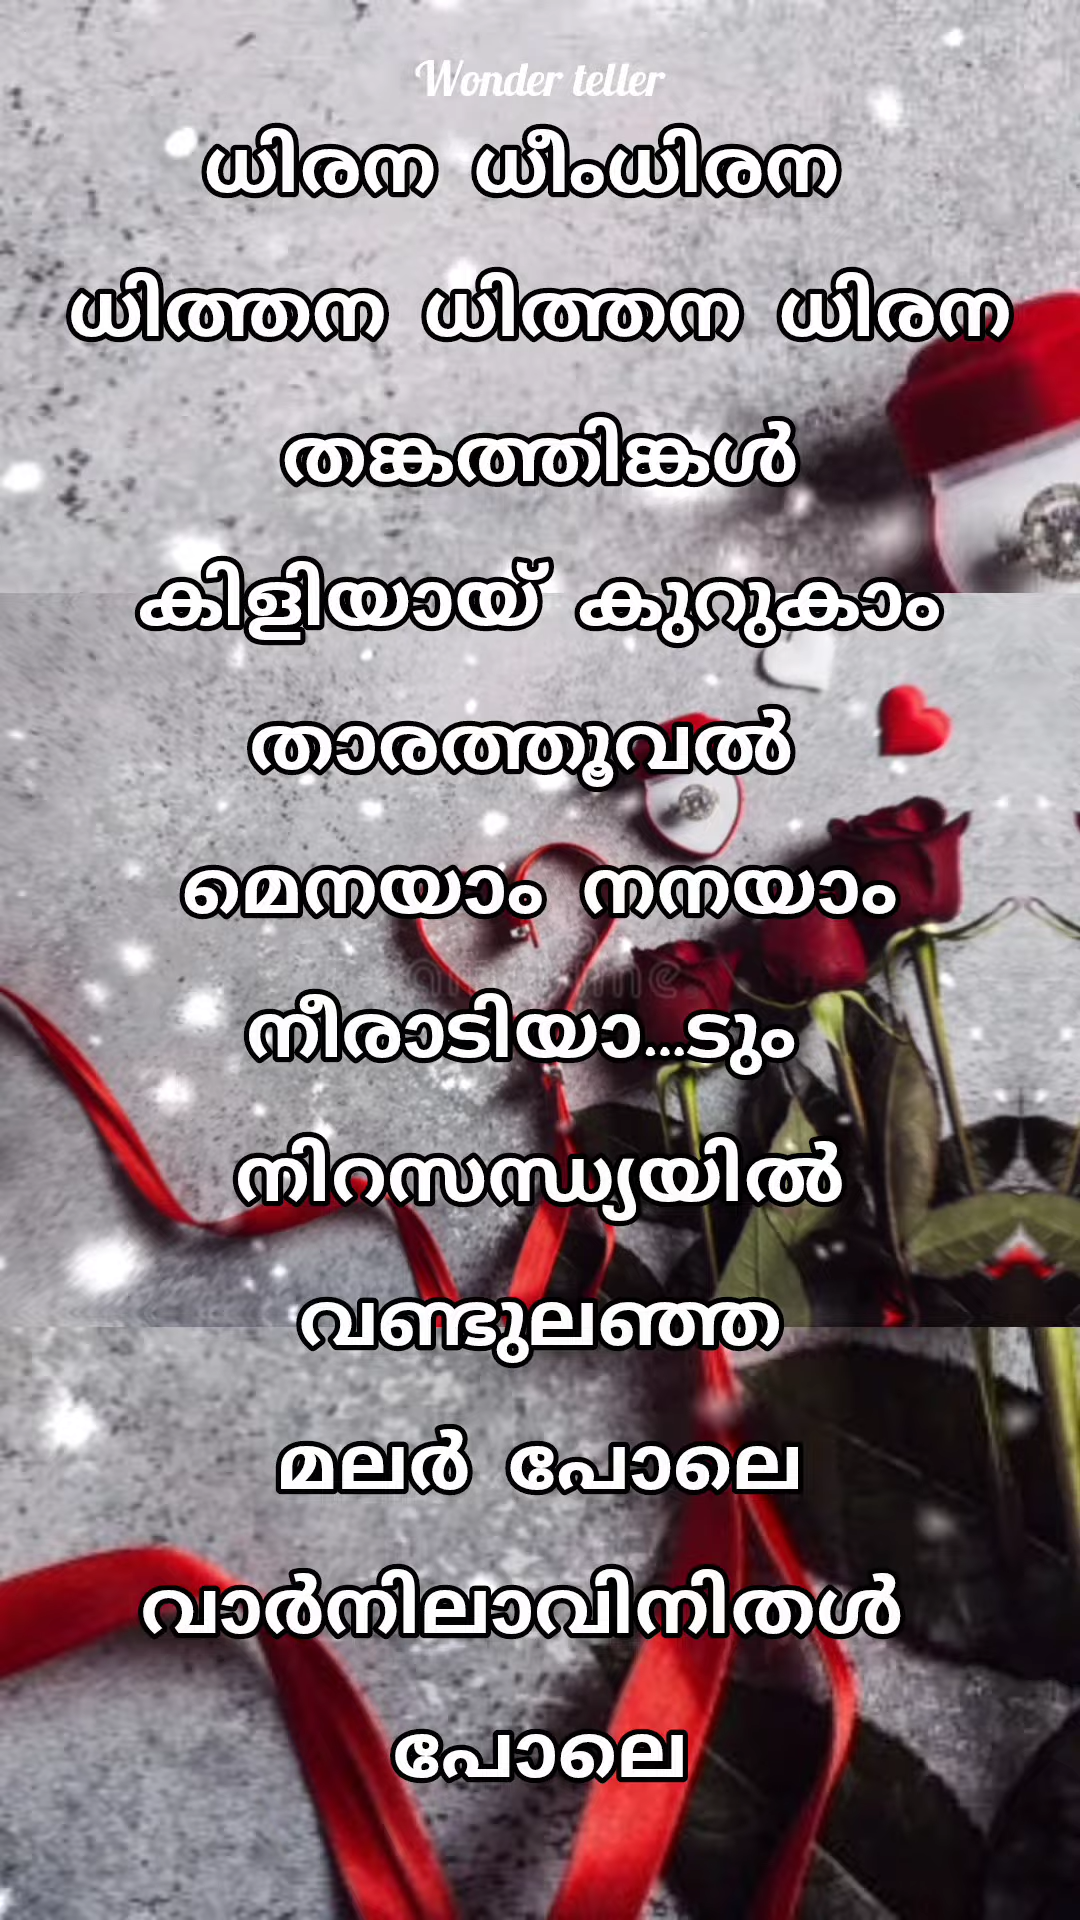 Wonder teller
ധിരന ധീംധിരന
ധിത്തന ധിത്തന ധിരന
തങ്കത്തിങ്കൾ
കിളിയായ് കുറുകാം
താരത്തൂവൽ
മെനയാം നനയാം
നീരാടിയാ...ടും
നിറസന്ധ്യയിൽ
വണ്ടുലഞ്ഞ
മലർ പോലെ
വാർനിലാവിനിതൾ
പോലെ